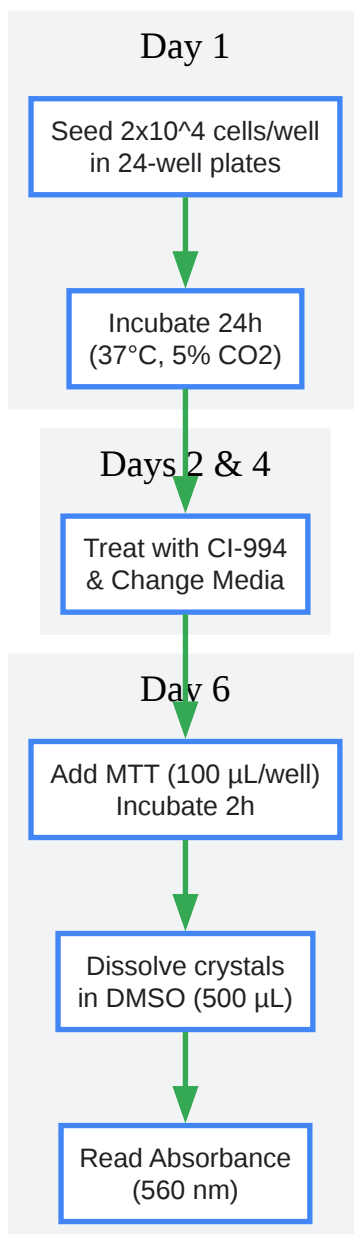 Day 1
Seed 2x10^4 cells/well
in 24-well plates
Incubate 24h
(37°C, 5% CO2)
Days 2 & 4
Treat with CI-994
& Change Media
Day 6
Add MTT (100 µL/well)
Incubate 2h
Dissolve crystals
in DMSO (500 µL)
Read Absorbance
(560 nm)